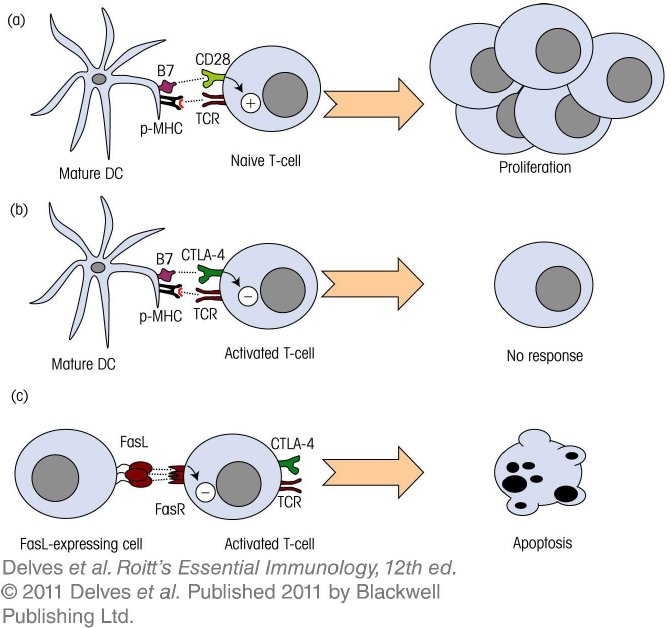 (a)
B7
CD28
p-MHC
TCR
+
Mature DC
Naive T-cell
Proliferation
(b)
B7
CTLA-4
p-MHC
TCR
−
Mature DC
Activated T-cell
No response
(c)
FasL
CTLA-4
FasR
−
TCR
FasL-expressing cell
Activated T-cell
Apoptosis
Delves et al. Roitt's Essential Immunology, 12th ed.
© 2011 Delves et al. Published 2011 by Blackwell
Publishing Ltd.